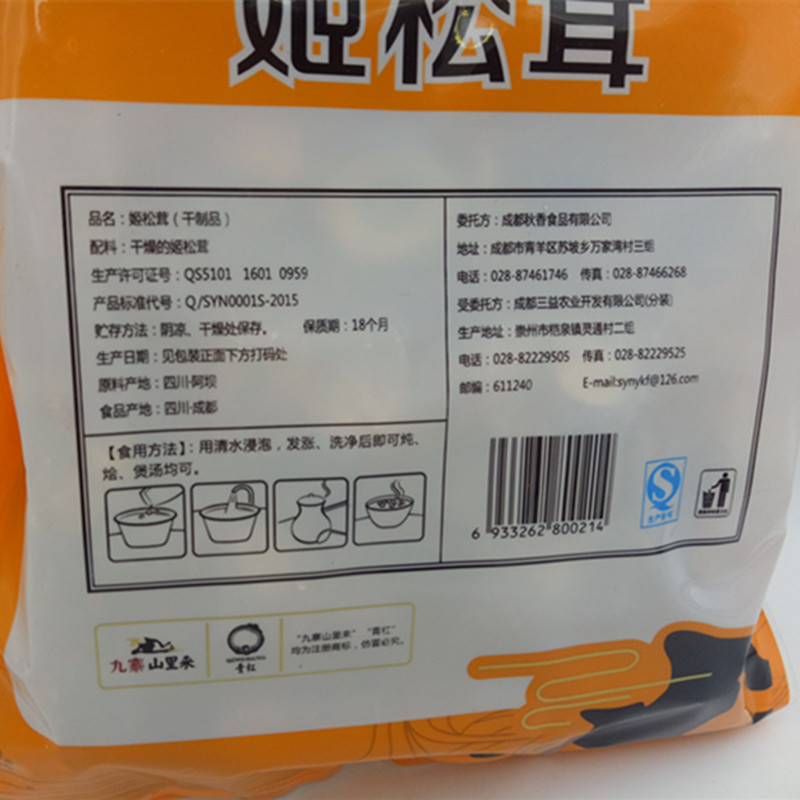 姬松茸
品名：姬松茸（干制品）
配料：干燥的姬松茸
生产许可证号：QS5101 1601 0959
产品标准代号：Q/SYN0001S-2015
贮存方法：阴凉、干燥处保存。 保质期：18个月
生产日期：见包装正面下方打码处
原料产地：四川·阿坝
食品产地：四川·成都
【食用方法】：用清水浸泡，发涨、洗净后即可炖、
烩、煲汤均可。
委托方：成都秋香食品有限公司
地址：成都市青羊区苏坡乡万家湾村三组
电话：028-87461746 传真：028-87466268
受委托方：成都三益农业开发有限公司(分装)
生产地址：崇州市桤泉镇灵通村二组
电话：028-82229505 传真：028-82229525
邮编：611240 E-mail:synykf@126.com
6 933262 800214
生产许可
九寨山里来
青杠
“九寨山里来” “青杠”
均为注册商标，仿冒必究。